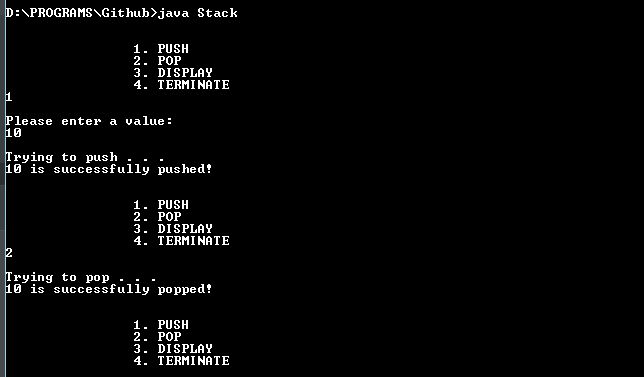 D:\PROGRAMS\Github>java Stack
1. PUSH
2. POP
3. DISPLAY
4. TERMINATE
1
Please enter a value:
10
Trying to push . . .
10 is successfully pushed!
1. PUSH
2. POP
3. DISPLAY
4. TERMINATE
2
Trying to pop . . .
10 is successfully popped!
1. PUSH
2. POP
3. DISPLAY
4. TERMINATE